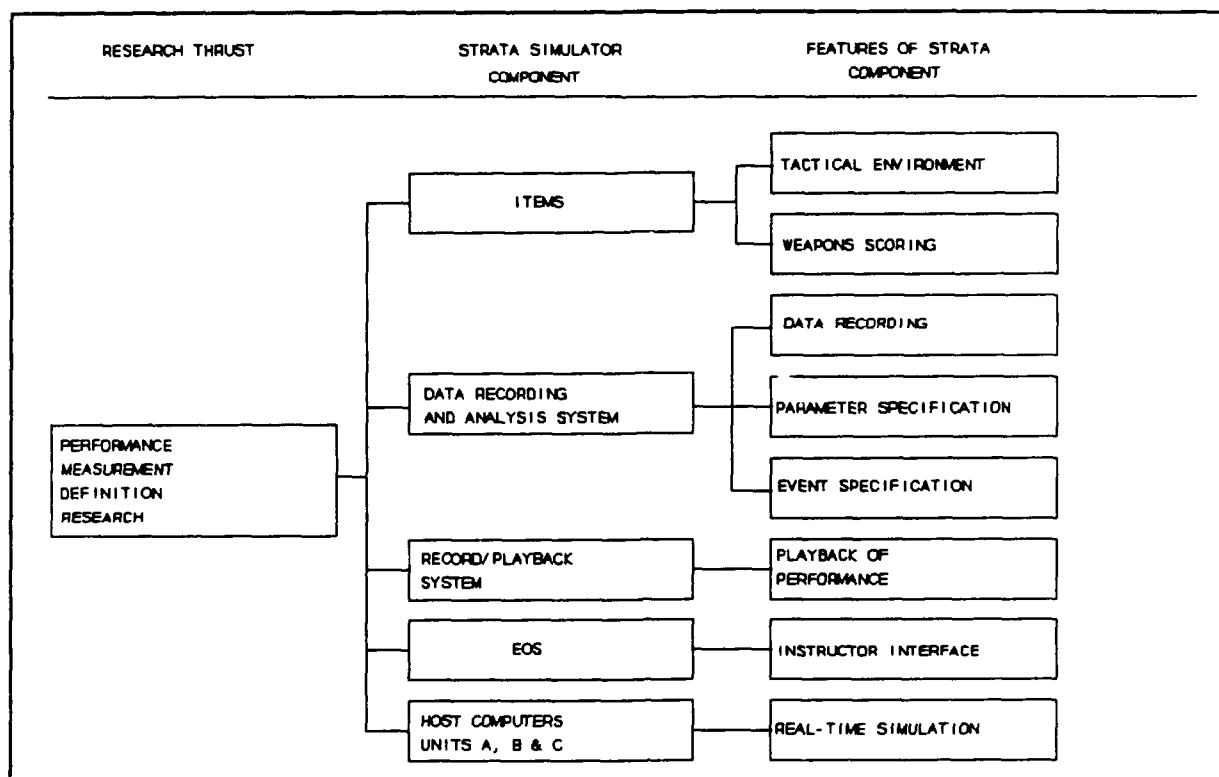 RESEARCH THRUST
STRATA SIMULATOR
COMPONENT
FEATURES OF STRATA
COMPONENT
PERFORMANCE
MEASUREMENT
DEFINITION
RESEARCH
ITEMS
TACTICAL ENVIRONMENT
WEAPONS SCORING
DATA RECORDING
AND ANALYSIS SYSTEM
DATA RECORDING
PARAMETER SPECIFICATION
EVENT SPECIFICATION
RECORD/PLAYBACK
SYSTEM
PLAYBACK OF
PERFORMANCE
EOS
INSTRUCTOR INTERFACE
HOST COMPUTERS
UNITS A, B & C
REAL-TIME SIMULATION